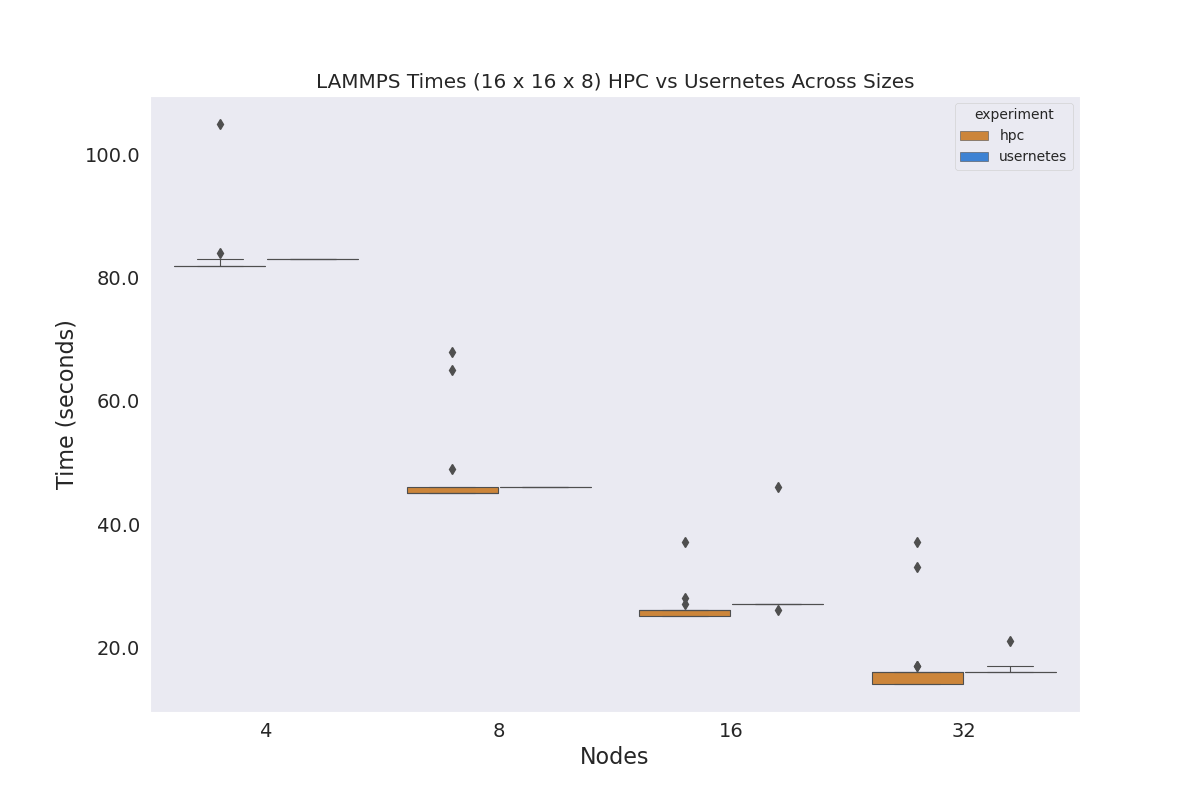 LAMMPS Times (16 x 16 x 8) HPC vs Usernetes Across Sizes
experiment
hpc
usernetes
100.0
80.0
60.0
40.0
20.0
Time (seconds)
4
8
16
32
Nodes